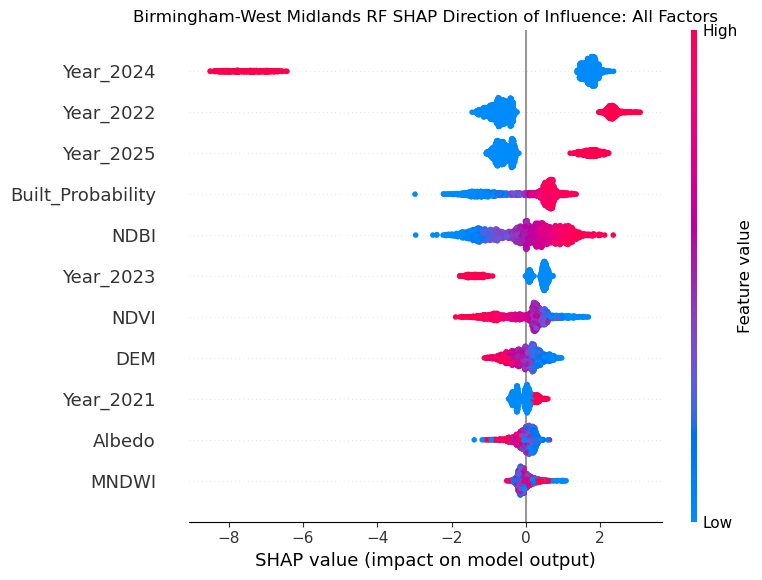 Birmingham-West Midlands RF SHAP Direction of Influence: All Factors
High
Year_2024
Year_2022
Year_2025
Built_Probability
NDBI
Year_2023
NDVI
DEM
Year_2021
Albedo
MNDWI
Feature value
Low
−8 −6 −4 −2 0 2
SHAP value (impact on model output)